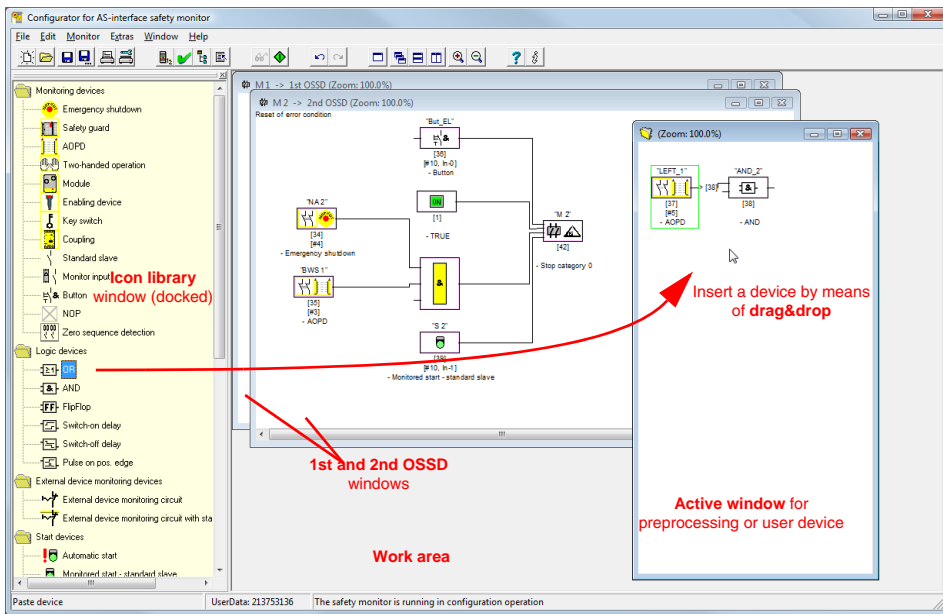 Configurator for AS-interface safety monitor
File Edit Monitor Extras Window Help
Monitoring devices
Emergency shutdown
Safety guard
AOPD
Two-handed operation
Module
Enabling device
Key switch
Coupling
Standard slave
Monitor input
Button
NOP
Zero sequence detection
Logic devices
OR
AND
FlipFlop
Switch-on delay
Switch-off delay
Pulse on pos. edge
External device monitoring devices
External device monitoring circuit
External device monitoring circuit with sta
Start devices
Automatic start
Monitored start - standard slave
Icon library
window (docked)
M 1 -> 1st OSSD (Zoom: 100.0%)
M 2 -> 2nd OSSD (Zoom: 100.0%)
Reset of error condition
"But_EL"
[36]
[#10, In-0]
- Button
ON
[1]
- TRUE
"NA 2"
[34]
[#4]
- Emergency shutdown
"BWS 1"
[35]
[#3]
- AOPD
&
"M 2"
[42]
- Stop category 0
"S 2"
[39]
[#10, In-1]
- Monitored start - standard slave
(Zoom: 100.0%)
"LEFT_1"
[37]
[#5]
- AOPD
[38]
"AND_2"
&
[38]
- AND
Insert a device by means
of drag&drop
1st and 2nd OSSD
windows
Active window for
preprocessing or user device
Work area
Paste device
UserData: 213753136
The safety monitor is running in configuration operation